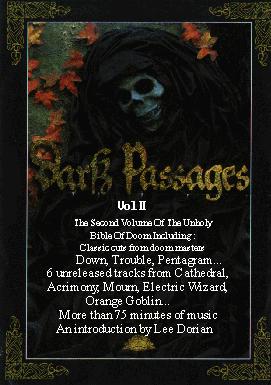 Dark Passages
Vol II
The Second Volume Of The Unholy
Bible Of Doom Including :
Classic cuts from doom masters
Down, Trouble, Pentagram...
6 unreleased tracks from Cathedral,
Acrimony, Mourn, Electric Wizard,
Orange Goblin...
More than 75 minutes of music
An introduction by Lee Dorian